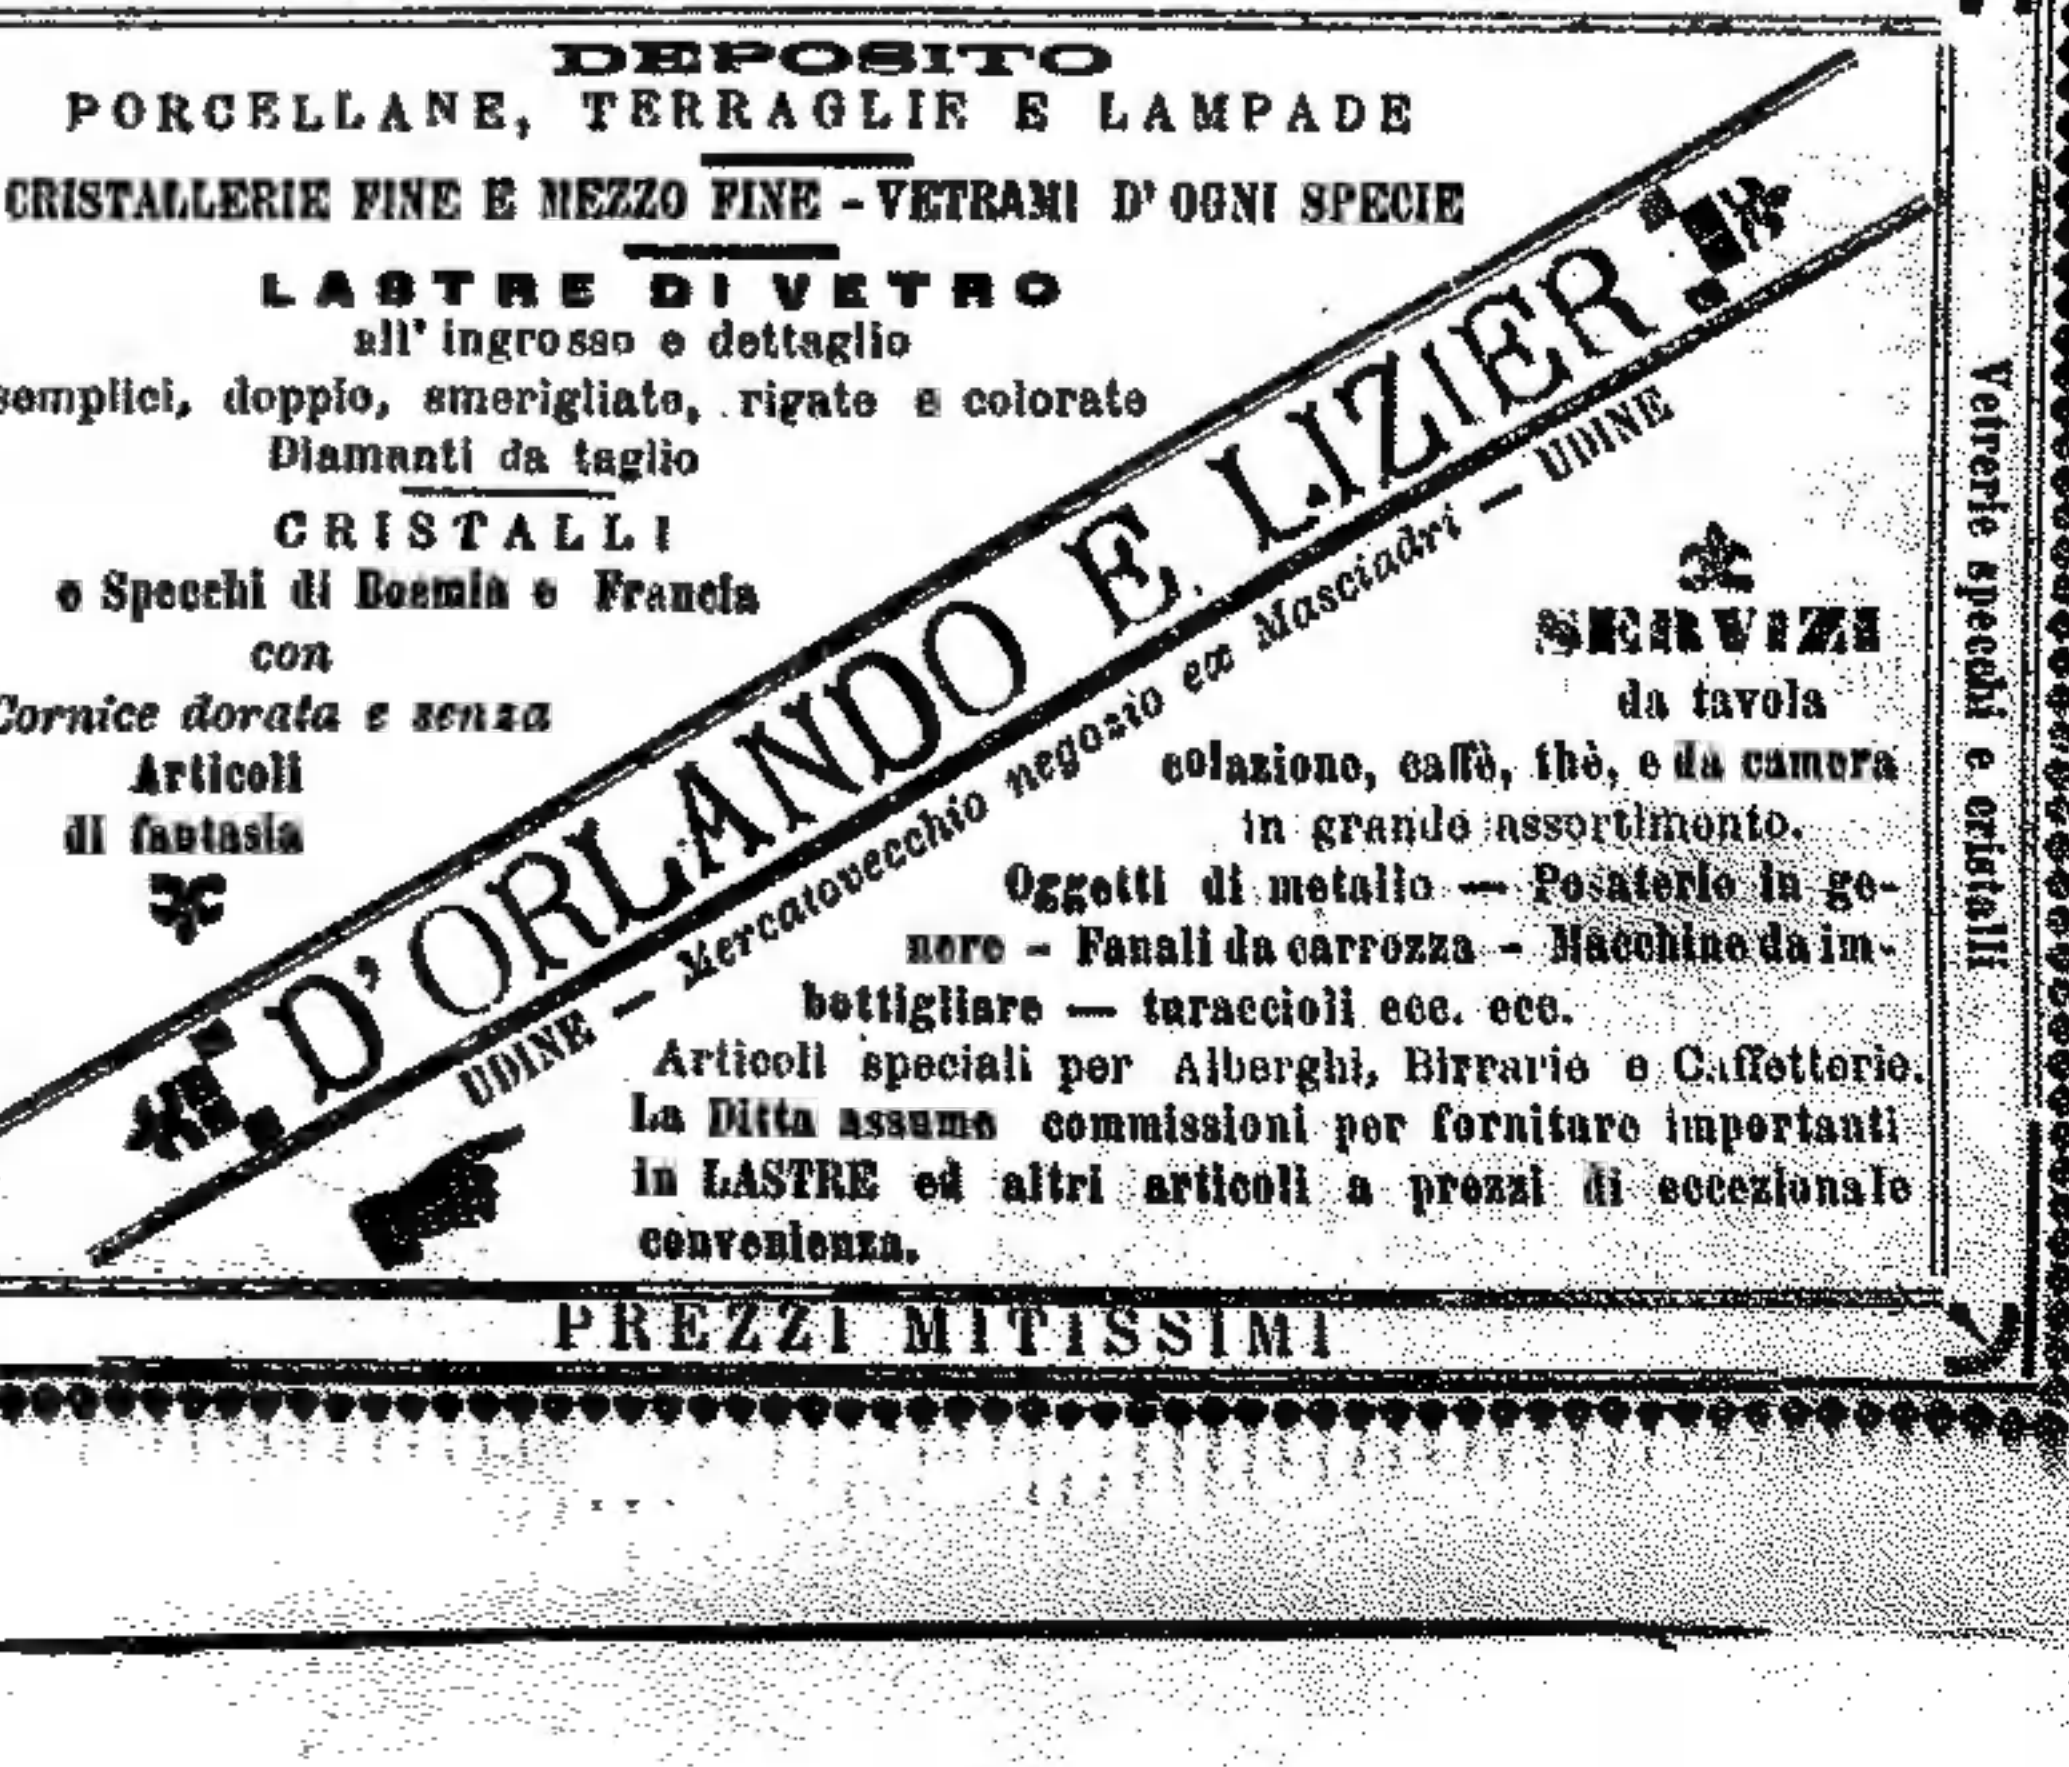 DEPOSITO
PORCELLANE, TERRAGLIE E LAMPADE
CRISTALLERIE FINE E MEZZO FINE - VETRAMI D'OGNI SPECIE
LASTRE DI VETRO
all'ingrosso e dettaglio
semplici, doppie, smerigliate, rigate e colorate
Diamanti da taglio
CRISTALLI
e Specchi di Boemia e Francia
con
Cornice dorata e senza
Articoli
di fantasia
D'ORLANDO E LIZIER
UDINE — Mercatovecchio negozio ex Masciadri — UDINE
SERVIZI
da tavola
colazione, caffè, thè, e da camera
in grande assortimento.
Oggetti di metallo — Posaterie in ge-
nere - Fanali da carrozza - Macchine da im-
bottigliare — turaccioli ecc. ecc.
Articoli speciali per Alberghi, Birrarie e Caffetterie.
La Ditta assume commissioni per forniture importanti
in LASTRE ed altri articoli a prezzi di eccezionale
convenienza.
Vetrerie specchi e cristalli
PREZZI MITISSIMI